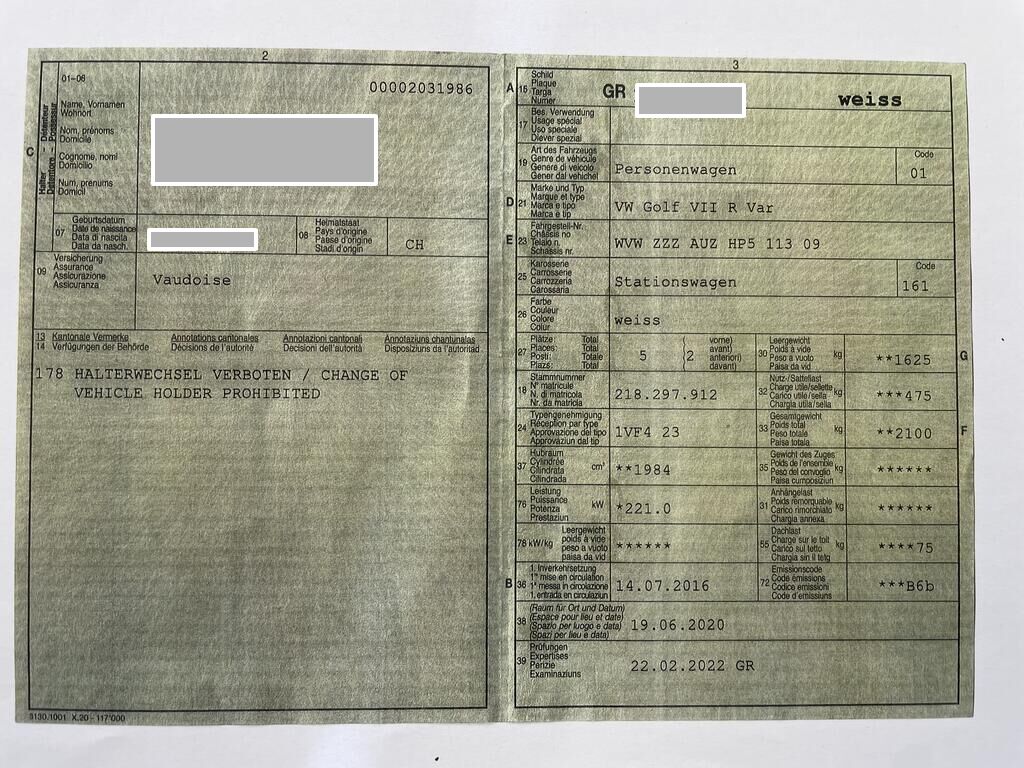 2
01-06
00002031986
C
Halter - Détenteur
Detentore - Possessur
Name, Vornamen
Wohnort
Nom, prénoms
Domicile
Cognome, nomi
Domicilio
Num, prenums
Domicil
07
Geburtsdatum
Date de naissance
Data di nascita
Data da nasch.
08
Heimatstaat
Pays d'origine
Paese d'origine
Stadi d'origin
CH
09
Versicherung
Assurance
Assicurazione
Assicuranza
Vaudoise
13 Kantonale Vermerke Annotations cantonales Annotazioni cantonali Annotaziuns chantunalas
14 Verfügungen der Behörde Décisions de l'autorité Decisioni dell'autorità Disposiziuns da l'autoritad
178 HALTERWECHSEL VERBOTEN / CHANGE OF
VEHICLE HOLDER PROHIBITED
8130.1001 X.20 - 117'000
3
A 15
Schild
Plaque
Targa
Numer
GR
weiss
17
Bes. Verwendung
Usage spécial
Uso speciale
Diever spezial
19
Art des Fahrzeugs
Genre de véhicule
Genere di veicolo
Gener dal vehichel
Personenwagen
Code
01
D 21
Marke und Typ
Marque et type
Marca e tipo
Marca e tip
VW Golf VII R Var
E 23
Fahrgestell-Nr.
Châssis no
Telaio n.
Schassis nr.
WVW ZZZ AUZ HP5 113 09
25
Karosserie
Carrosserie
Carrozzeria
Carossaria
Stationswagen
Code
161
26
Farbe
Couleur
Colore
Colur
weiss
27
Plätze: Total
Places: Total
Posti: Totale
Plazs: Total
5
(2
vorne)
avant)
anteriori)
davant)
30
Leergewicht
Poids à vide
Peso a vuoto
Paisa da vid
kg
**1625
G
18
Stammnummer
N° matricule
N. di matricola
Nr. da matricla
218.297.912
32
Nutz-/Sattellast
Charge utile/sellette
Carico utile/sella
Chargia utila/sella
kg
***475
24
Typengenehmigung
Réception par type
Approvazione del tipo
Approvaziun dal tip
1VF4 23
33
Gesamtgewicht
Poids total
Peso totale
Paisa totala
kg
**2100
F
37
Hubraum
Cylindrée
Cilindrata
Cilindrada
cm³
**1984
35
Gewicht des Zuges
Poids de l'ensemble
Peso del convoglio
Paisa cumposiziun
kg
******
76
Leistung
Puissance
Potenza
Prestaziun
kW
*221.0
31
Anhängelast
Poids remorquable
Carico rimorchiato
Chargia annexa
kg
******
78 kW/kg
Leergewicht
poids à vide
peso a vuoto
paisa da vid
******
55
Dachlast
Charge sur le toit
Carico sul tetto
Chargia sin il tetg
kg
****75
B 36
1. Inverkehrsetzung
1re mise en circulation
1a messa in circolazione
1. entrada en circulaziun
14.07.2016
72
Emissionscode
Code émissions
Codice emissioni
Code d'emissiuns
***B6b
38
(Raum für Ort und Datum)
(Espace pour lieu et date)
(Spazio per luogo e data)
(Spazi per lieu e data)
19.06.2020
39
Prüfungen
Expertises
Perizie
Examinaziuns
22.02.2022 GR